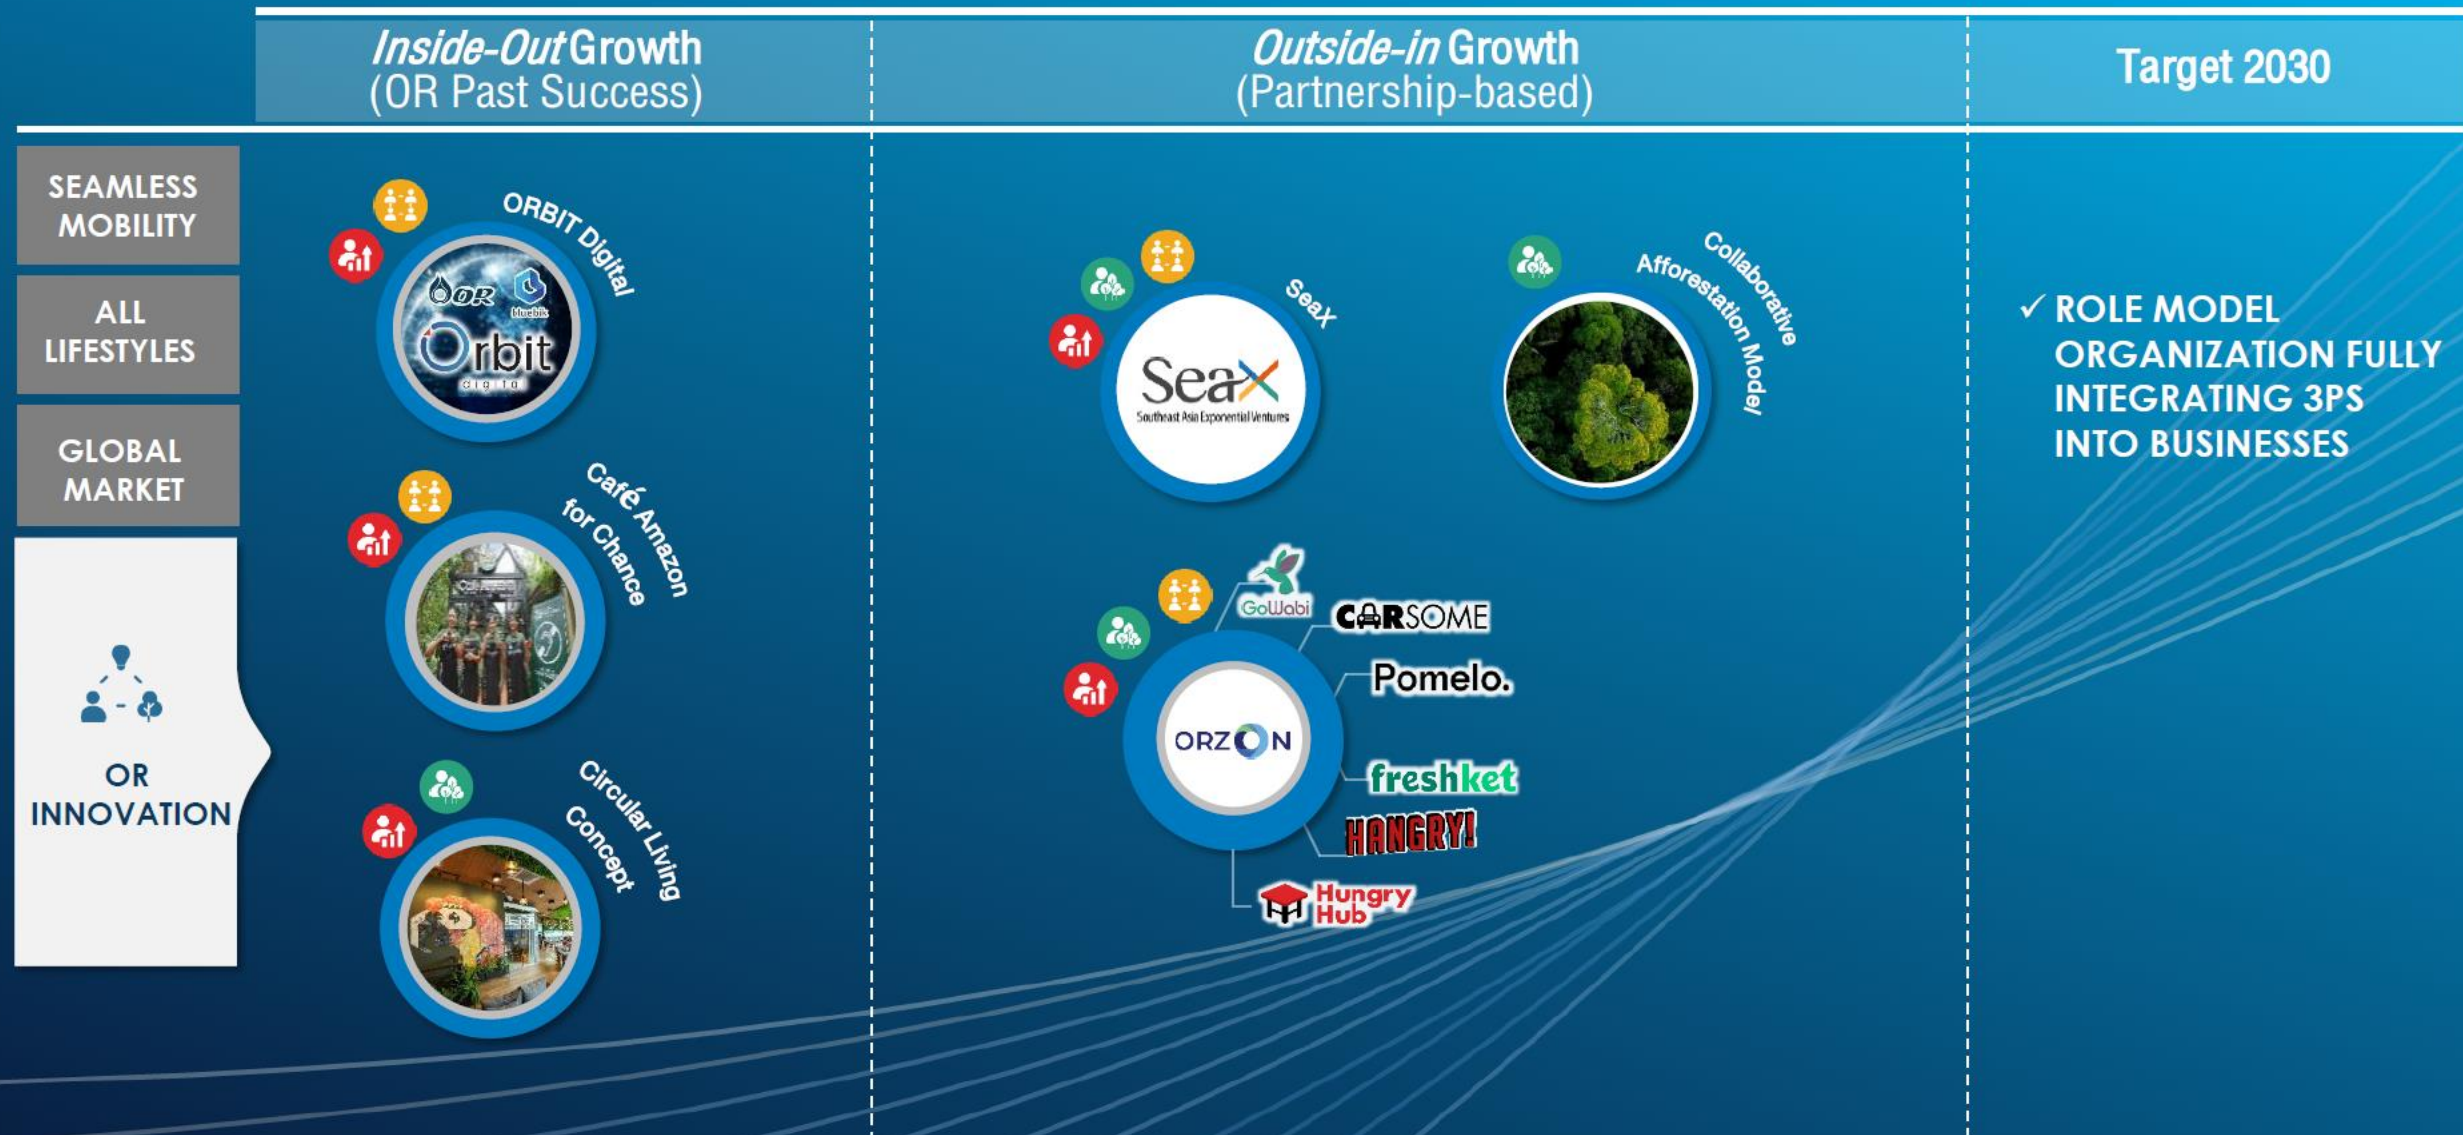 Inside-Out Growth
(OR Past Success)
Outside-in Growth
(Partnership-based)
Target 2030
SEAMLESS
MOBILITY
ALL
LIFESTYLES
GLOBAL
MARKET
OR
INNOVATION
ORBIT Digital
OR
bluebik
Orbit
digital
Café Amazon
for Chance
Circular Living
Concept
SeaX
SeaX
Southeast Asia Exponential Ventures
Collaborative
Afforestation Model
GoWabi
CARSOME
Pomelo.
ORZON
freshket
HANGRY!
Hungry
Hub
✓ ROLE MODEL
ORGANIZATION FULLY
INTEGRATING 3PS
INTO BUSINESSES